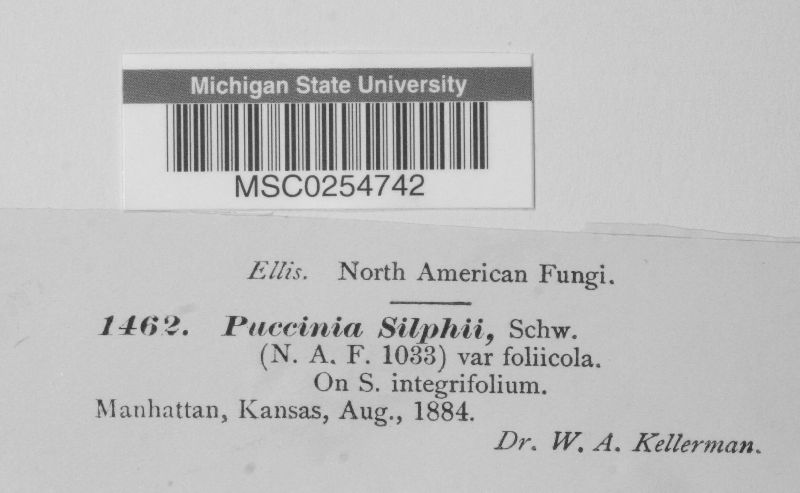 Michigan State University
MSC0254742
Ellis. North American Fungi.
1462. Puccinia Silphii, Schw.
(N. A. F. 1033) var foliicola.
On S. integrifolium.
Manhattan, Kansas, Aug., 1884.
Dr. W. A. Kellerman.